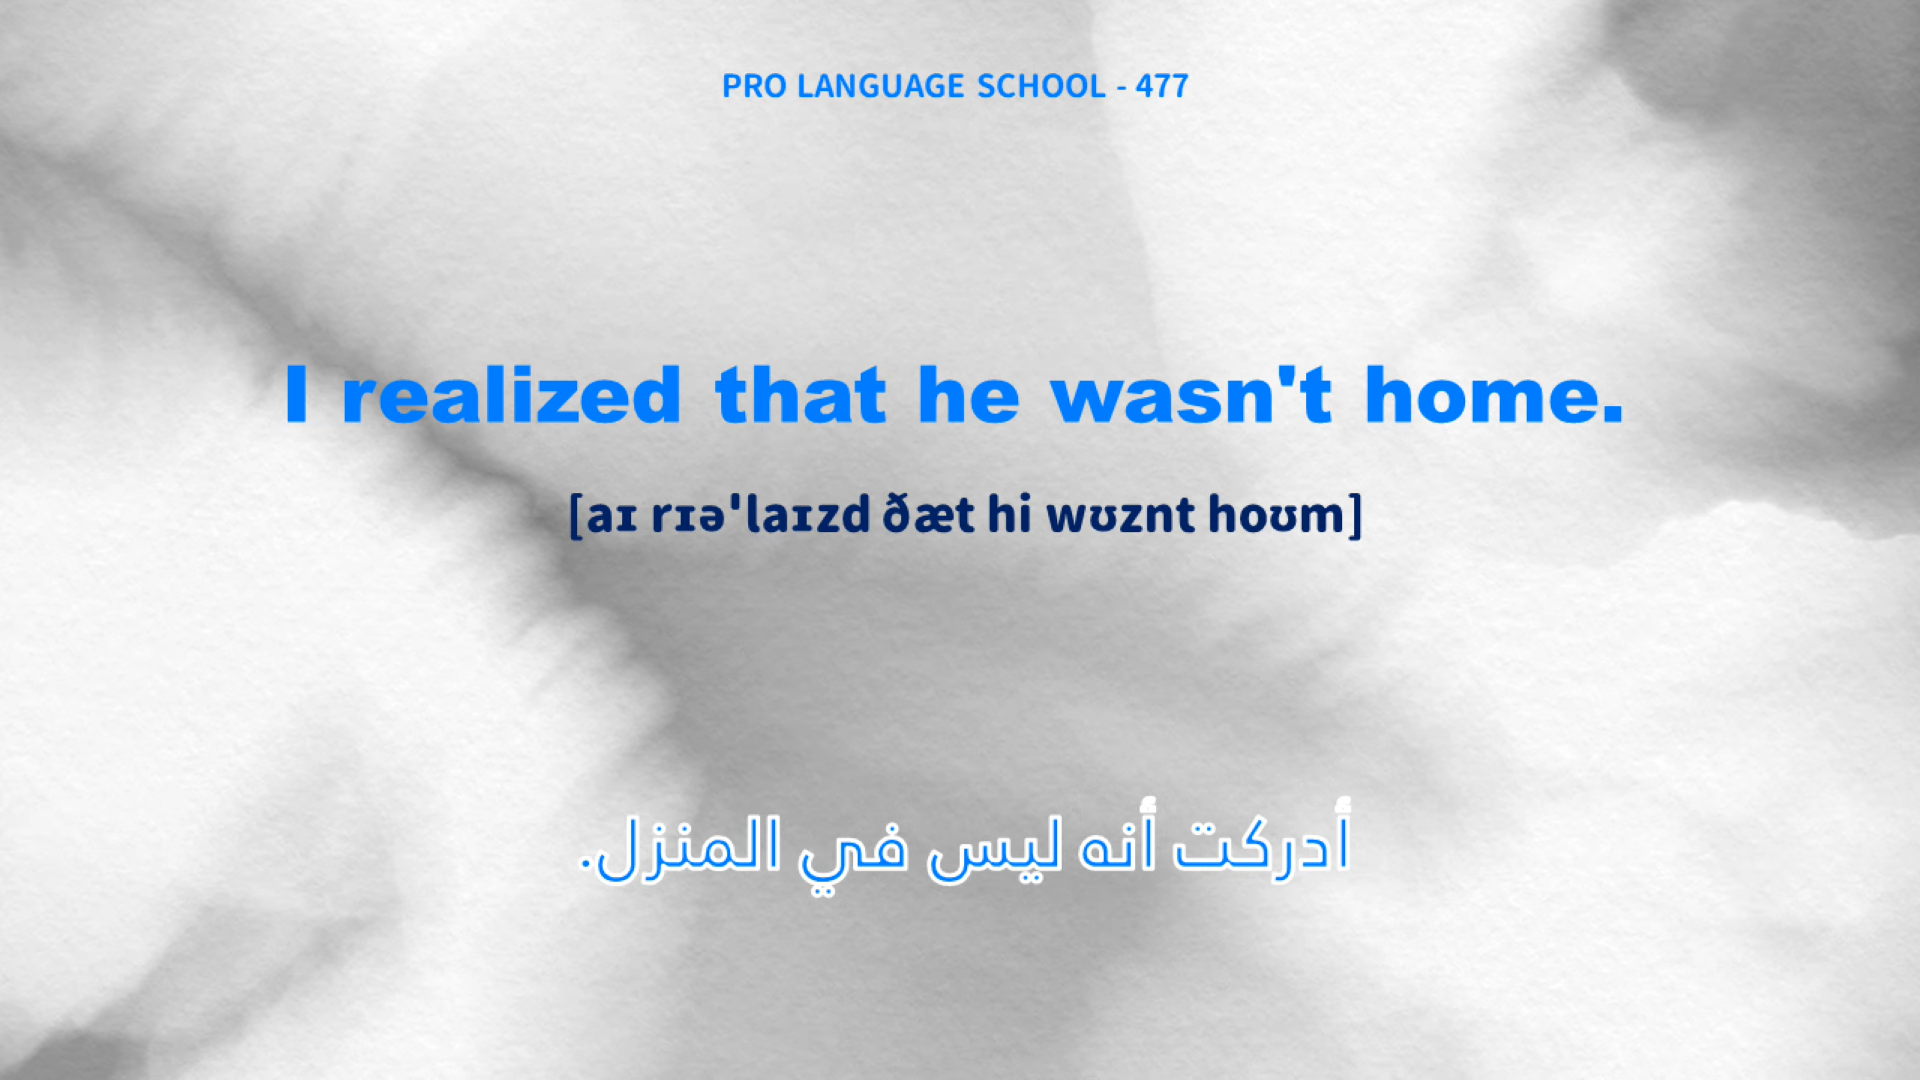 PRO LANGUAGE SCHOOL - 477
I realized that he wasn't home.
[aɪ rɪəˈlaɪzd ðæt hi wʊznt hoʊm]
أدركت أنه ليس في المنزل.